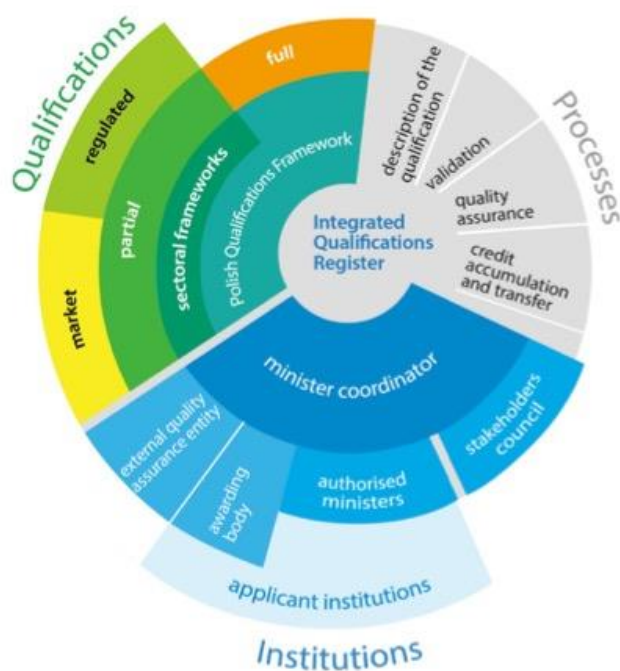 Qualifications
regulated
market
partial
full
sectoral frameworks
Polish Qualifications Framework
Processes
description of the
qualification
validation
quality
assurance
credit
accumulation
and transfer
Integrated
Qualifications
Register
minister coordinator
external quality
assurance entity
awarding
body
authorised
ministers
stakeholders
council
applicant institutions
Institutions